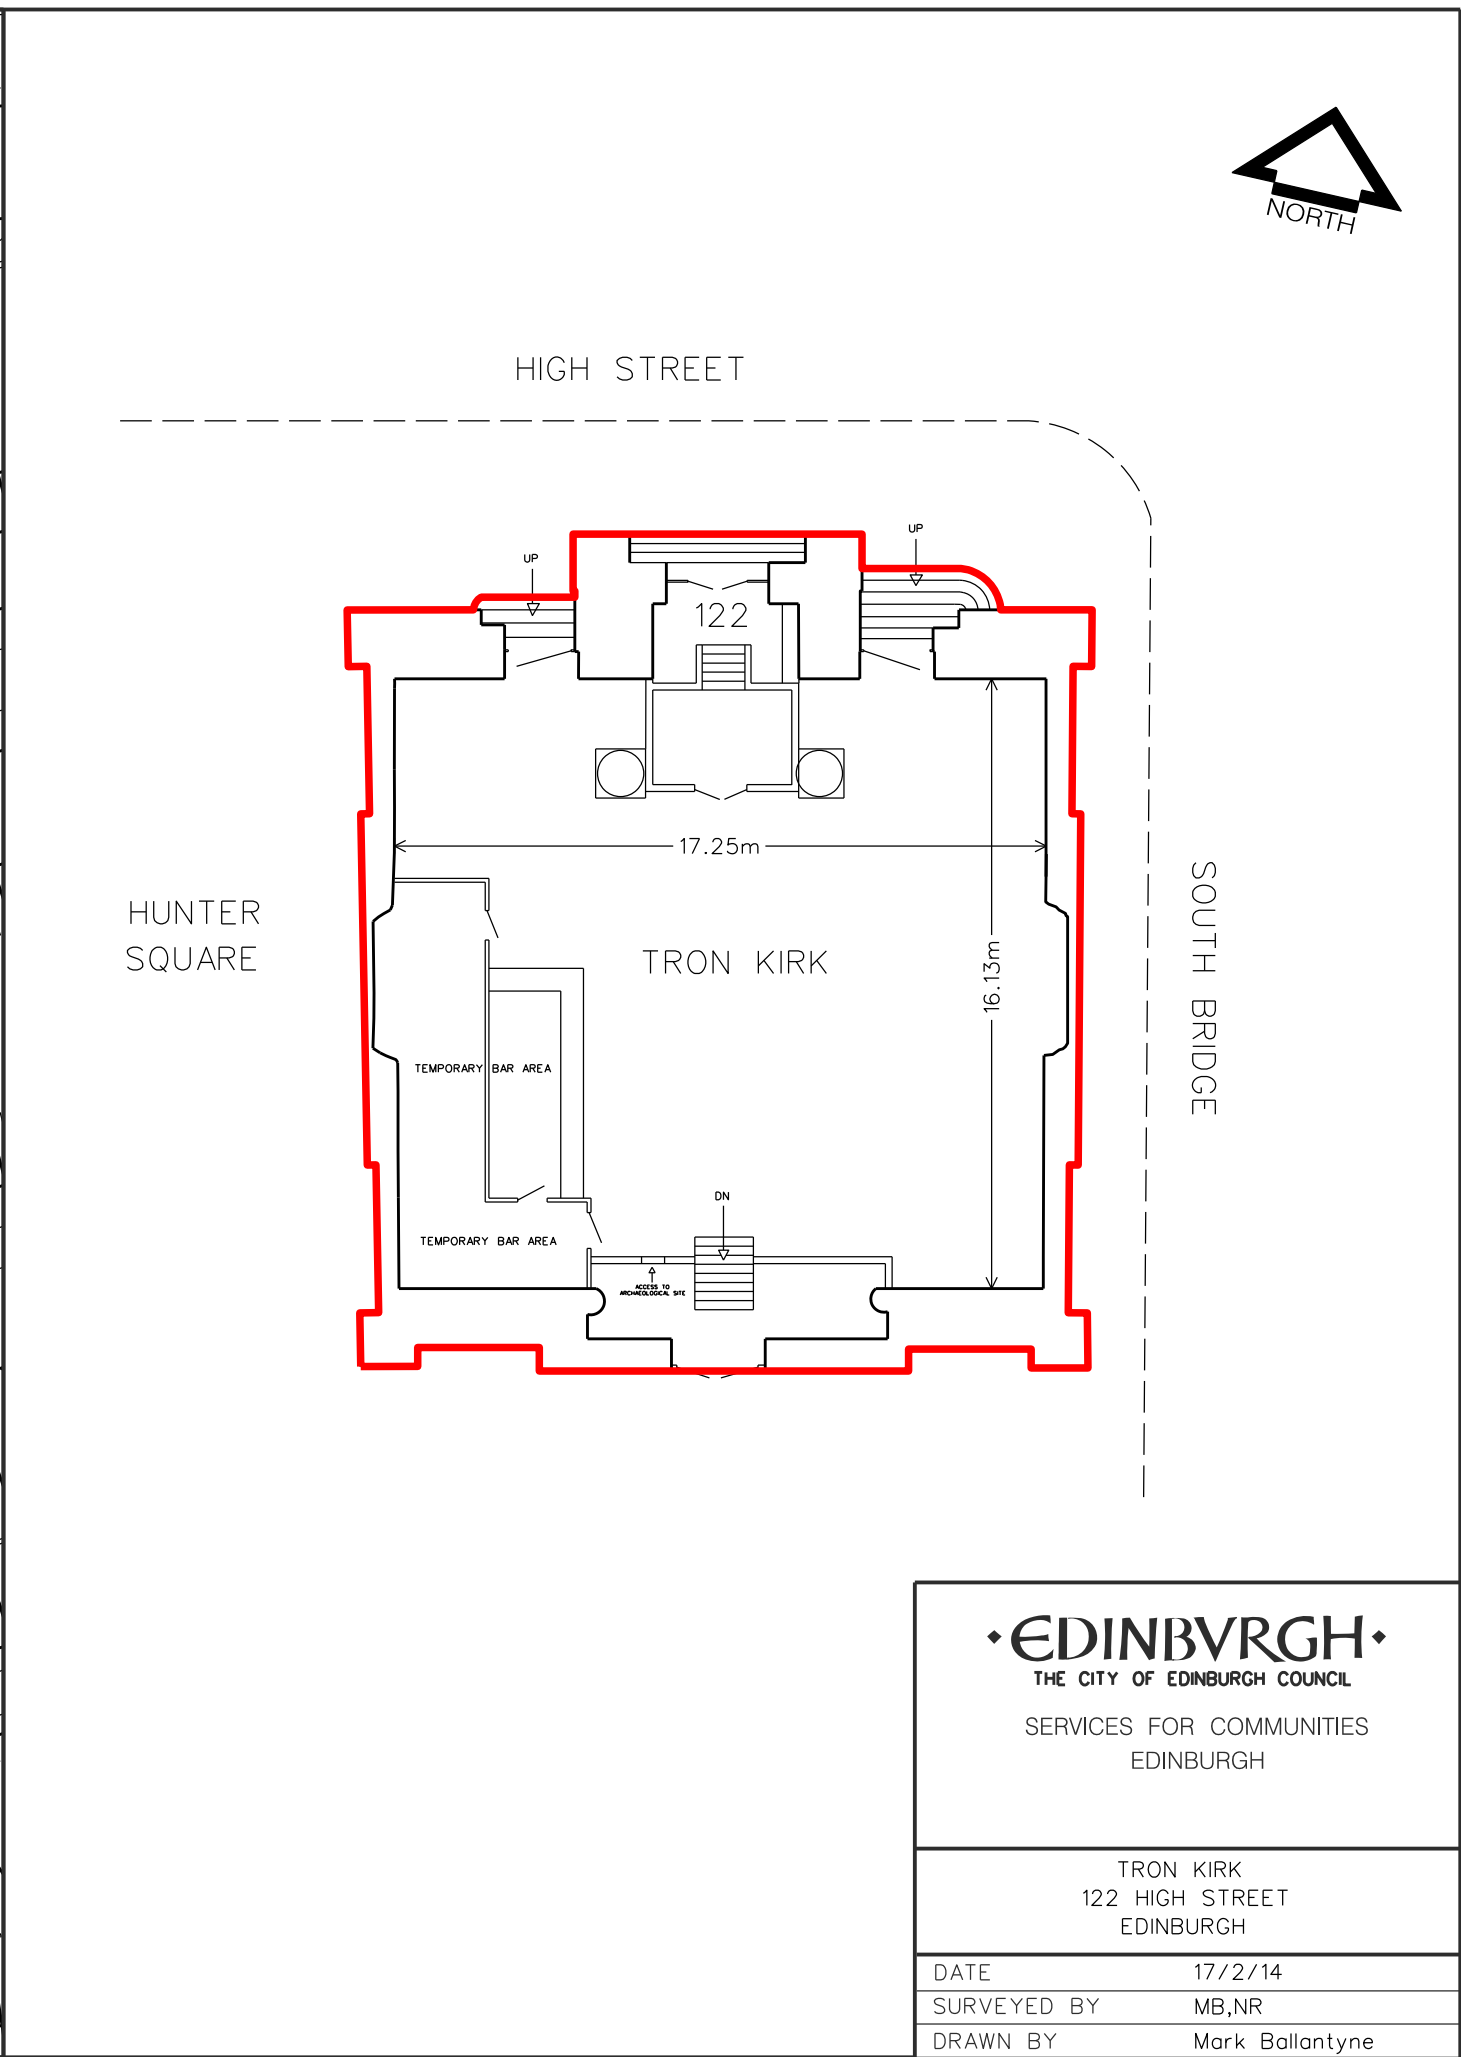 NORTH
HIGH STREET
UP
UP
122
17.25m
HUNTER
SQUARE
TRON KIRK
16.13m
SOUTH BRIDGE
TEMPORARY BAR AREA
DN
TEMPORARY BAR AREA
ACCESS TO
ARCHAEOLOGICAL SITE
EDINBVRGH
THE CITY OF EDINBURGH COUNCIL
SERVICES FOR COMMUNITIES
EDINBURGH
TRON KIRK
122 HIGH STREET
EDINBURGH
DATE 17/2/14
SURVEYED BY MB,NR
DRAWN BY Mark Ballantyne